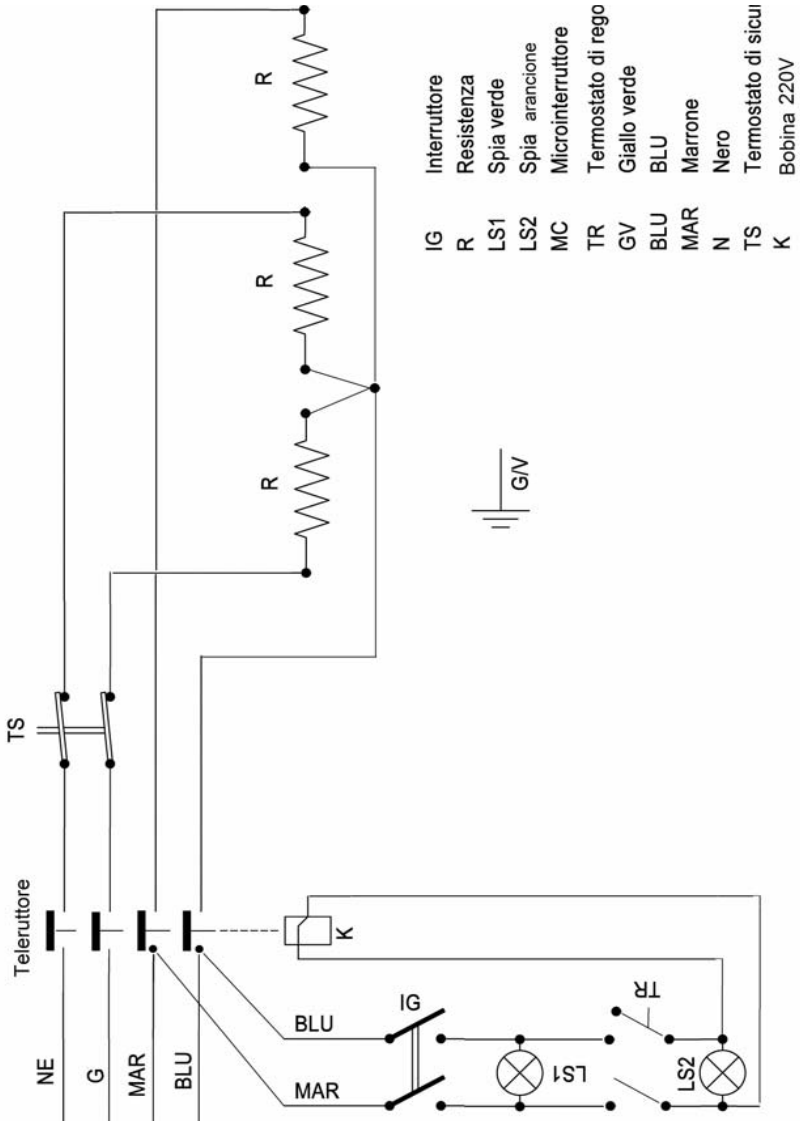 R
R
R
TS
Teleruttore
NE
G
MAR
BLU
K
BLU
MAR
IG
LS1
TR
LS2
G/V
IG Interruttore
R Resistenza
LS1 Spia verde
LS2 Spia arancione
MC Microinterruttore
TR Termostato di
GV Giallo verde
BLU BLU
MAR Marrone
N Nero
TS Termostato di
K Bobina 220V